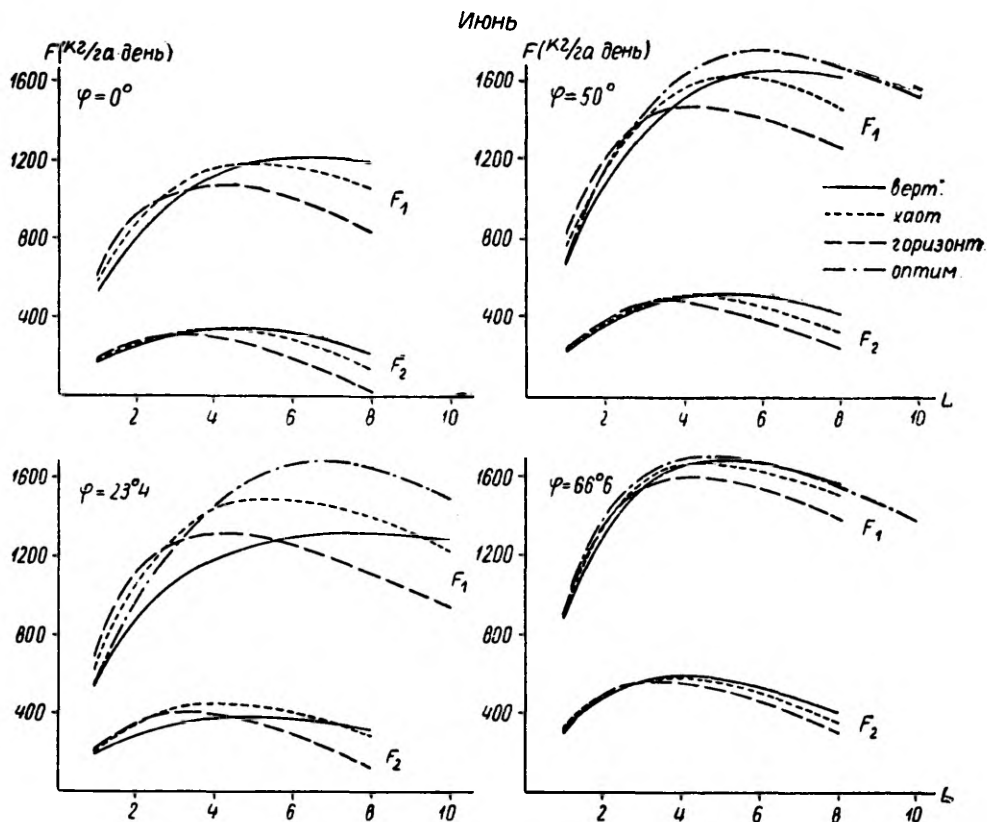 Июнь
F(кг/га день)
1600
1200
800
400
φ=0°
F₁
F₂
2 4 6 8 10
F(кг/га день)
1600
1200
800
400
φ=50°
F₁
верт.
хаот
горизонт.
оптим.
F₂
2 4 6 8 10 L
1600
1200
800
400
φ=23°4
F₁
F₂
2 4 6 8 10
1600
1200
800
400
φ=66°6
F₁
F₂
2 4 6 8 10 L